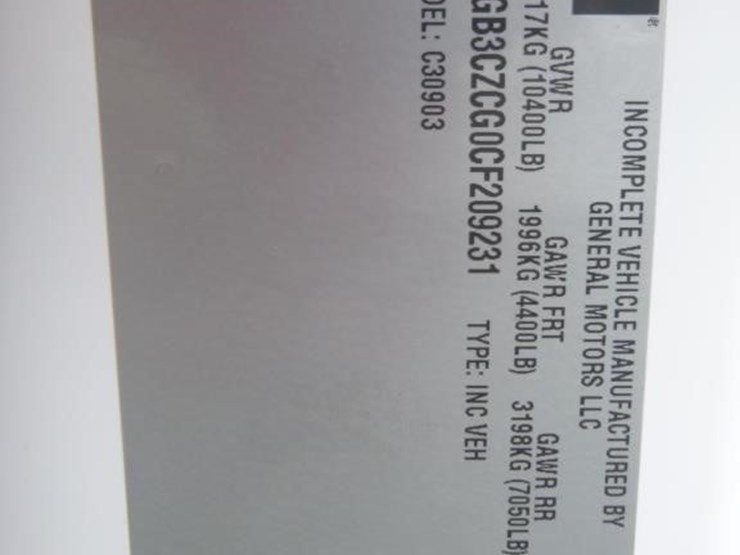 INCOMPLETE VEHICLE MANUFACTURED BY
GENERAL MOTORS LLC
GVWR GAWR FRT GAWR RR
17KG (10400LB) 1996KG (4400LB) 3198KG (7050LB)
GB3CZCG0CF209231 TYPE: INC VEH
DEL: C30903